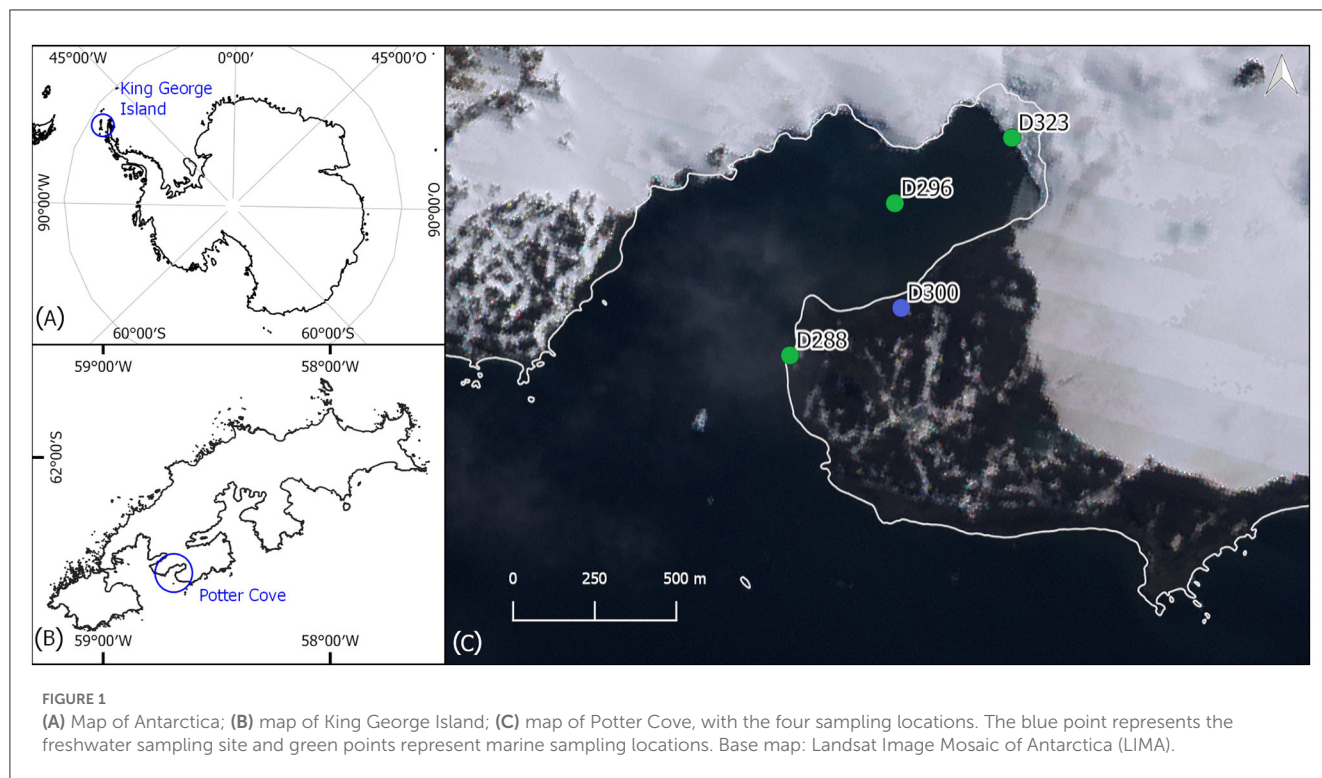 45°00'W
0°00'
45°00'O
King George
Island
90°00'W
90°00'O
(A)
60°00'S
60°00'S
59°00'W
58°00'W
62°00'S
Potter Cove
(B)
59°00'W
58°00'W
D323
D296
D300
D288
0
250
500 m
(C)
FIGURE 1
(A) Map of Antarctica; (B) map of King George Island; (C) map of Potter Cove, with the four sampling locations. The blue point represents the
freshwater sampling site and green points represent marine sampling locations. Base map: Landsat Image Mosaic of Antarctica (LIMA).